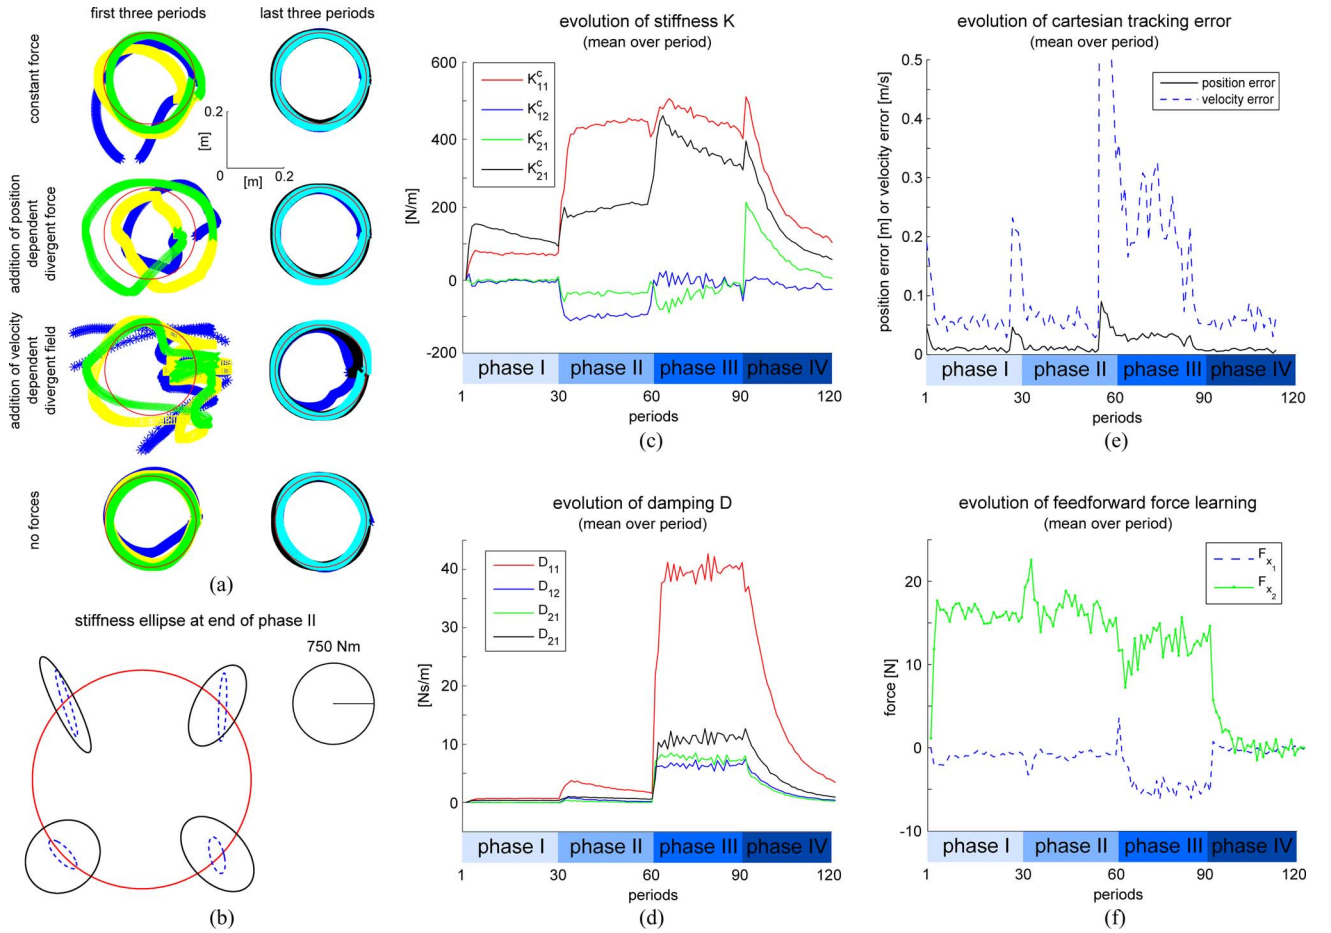 first three periods
last three periods
constant force
0.2
[m]
0
[m]
0.2
addition of position
dependent
divergent force
addition of velocity
dependent
divergent field
no forces
(a)
stiffness ellipse at end of phase II
750 Nm
(b)
evolution of stiffness K
(mean over period)
600
400
200
0
-100
-200
[N/m]
K^c_11
K^c_12
K^c_21
K^c_21
phase I
phase II
phase III
phase IV
1
30
60
90
120
periods
(c)
evolution of damping D
(mean over period)
40
30
20
10
0
[Ns/m]
D_11
D_12
D_21
D_21
phase I
phase II
phase III
phase IV
1
30
60
90
120
periods
(d)
evolution of cartesian tracking error
(mean over period)
0.5
0.4
0.3
0.2
0.1
0
position error [m] or velocity error [m/s]
position error
velocity error
phase I
phase II
phase III
phase IV
1
30
60
90
120
periods
(e)
evolution of feedforward force learning
(mean over period)
20
10
0
-10
force [N]
F_x_1
F_x_2
phase I
phase II
phase III
phase IV
1
30
60
90
120
periods
(f)